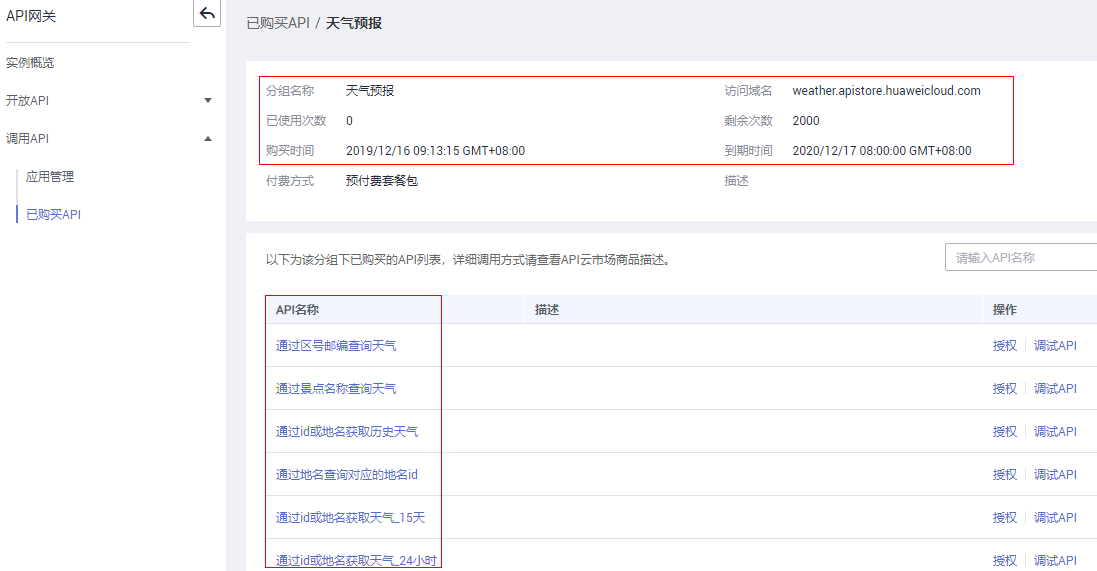 API网关
实例概览
开放API
调用API
应用管理
已购买API
已购买API / 天气预报
分组名称 天气预报 访问域名 weather.apistore.huaweicloud.com
已使用次数 0 剩余次数 2000
购买时间 2019/12/16 09:13:15 GMT+08:00 到期时间 2020/12/17 08:00:00 GMT+08:00
付费方式 预付费套餐包 描述
以下为该分组下已购买的API列表，详细调用方式请查看API云市场商品描述。 请输入API名称
API名称 描述 操作
通过区号邮编查询天气 授权 调试API
通过景点名称查询天气 授权 调试API
通过id或地名获取历史天气 授权 调试API
通过地名查询对应的地名id 授权 调试API
通过id或地名获取天气_15天 授权 调试API
通过id或地名获取天气_24小时 授权 调试API